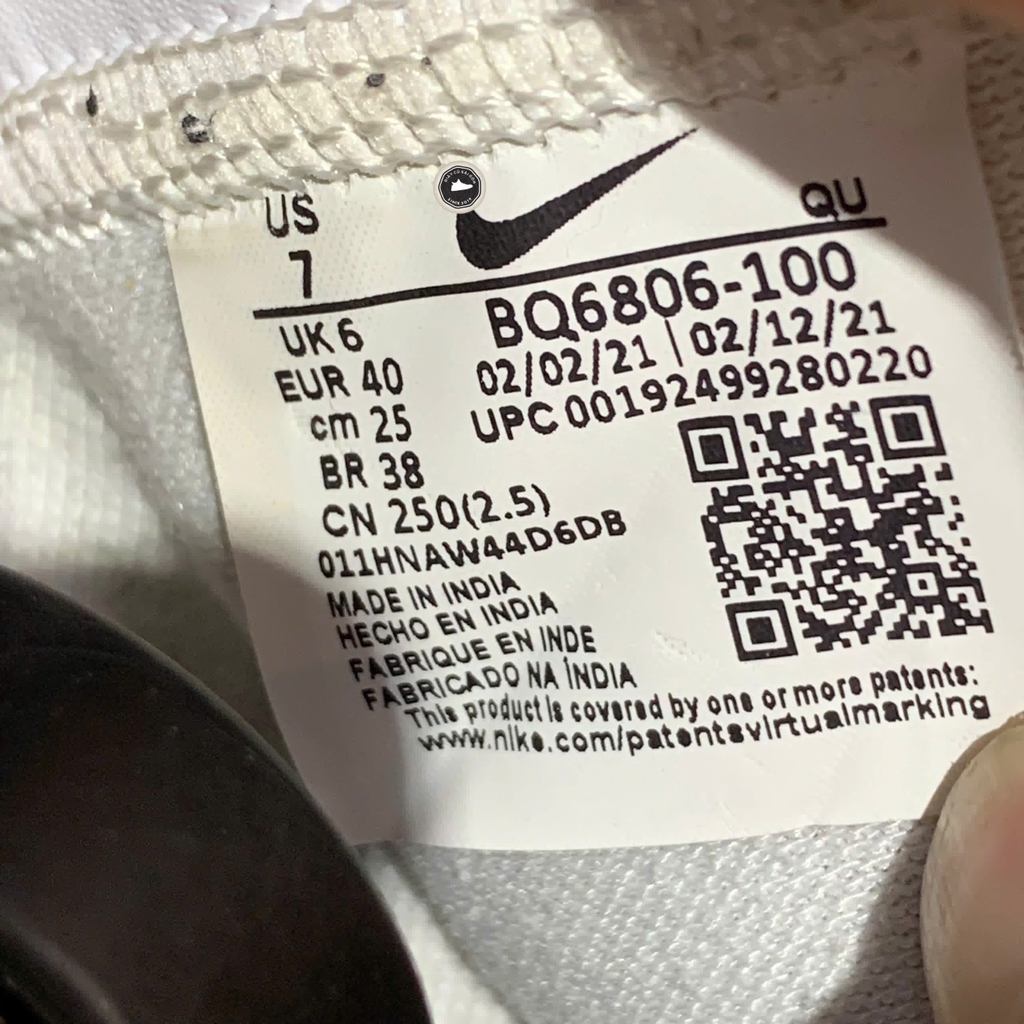 US
QU
7
UK 6
BQ6806-100
EUR 40
02/02/21 | 02/12/21
cm 25
UPC 00192499280220
BR 38
CN 250(2.5)
011HNAW44D6DB
MADE IN INDIA
HECHO EN INDIA
FABRIQUE EN INDE
FABRICADO NA ÍNDIA
This product is covered by one or more patents:
www.nike.com/patentsvirtualmarking